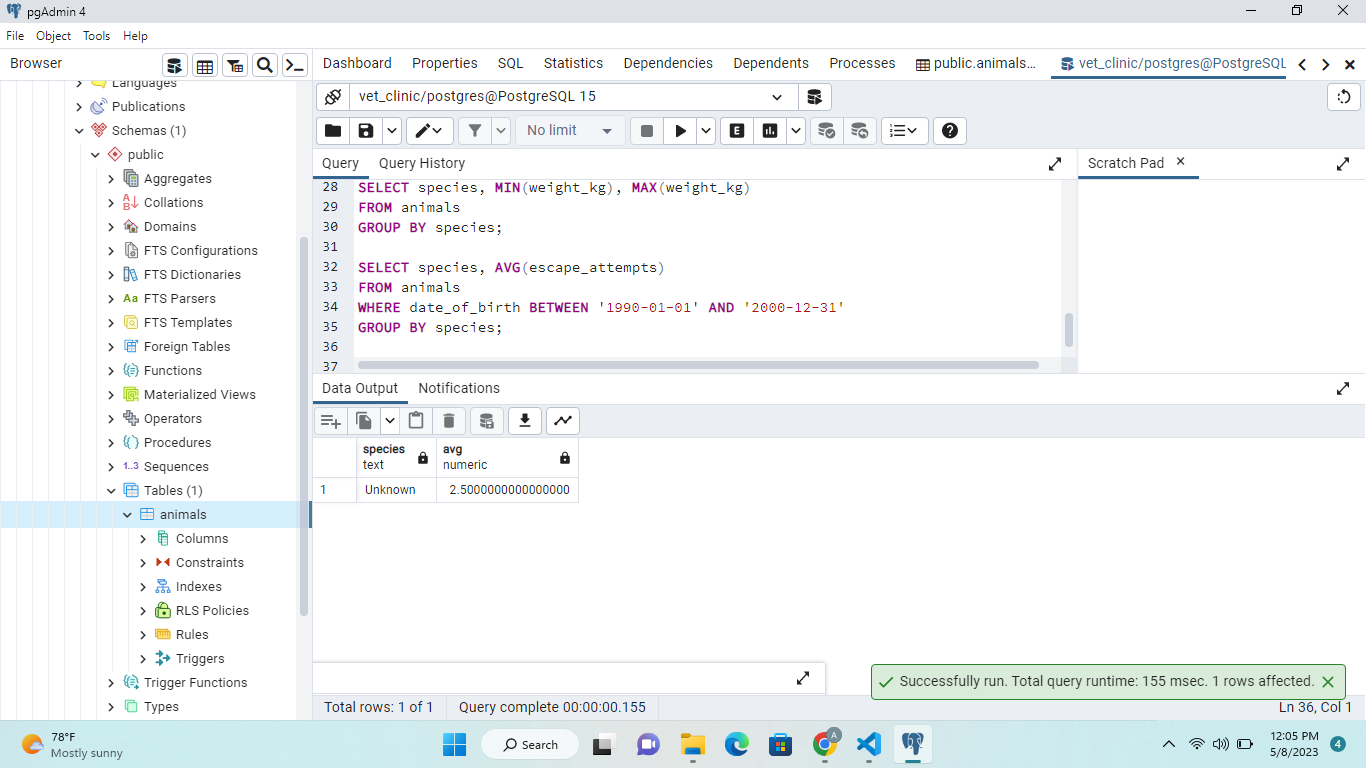 pgAdmin 4
File Object Tools Help
Browser
Dashboard Properties SQL Statistics Dependencies Dependents Processes public.animals... vet_clinic/postgres@PostgreSQL
Languages
Publications
Schemas (1)
public
Aggregates
Collations
Domains
FTS Configurations
FTS Dictionaries
Aa FTS Parsers
FTS Templates
Foreign Tables
Functions
Materialized Views
Operators
Procedures
1..3 Sequences
Tables (1)
animals
Columns
Constraints
Indexes
RLS Policies
Rules
Triggers
Trigger Functions
Types
vet_clinic/postgres@PostgreSQL 15
No limit
E
Query Query History
Scratch Pad
28 SELECT species, MIN(weight_kg), MAX(weight_kg)
29 FROM animals
30 GROUP BY species;
31
32 SELECT species, AVG(escape_attempts)
33 FROM animals
34 WHERE date_of_birth BETWEEN '1990-01-01' AND '2000-12-31'
35 GROUP BY species;
36
37
Data Output Notifications
species avg
text numeric
1 Unknown 2.5000000000000000
Successfully run. Total query runtime: 155 msec. 1 rows affected.
Total rows: 1 of 1 Query complete 00:00:00.155 Ln 36, Col 1
78°F
Mostly sunny
Search
A
12:05 PM
5/8/2023
4